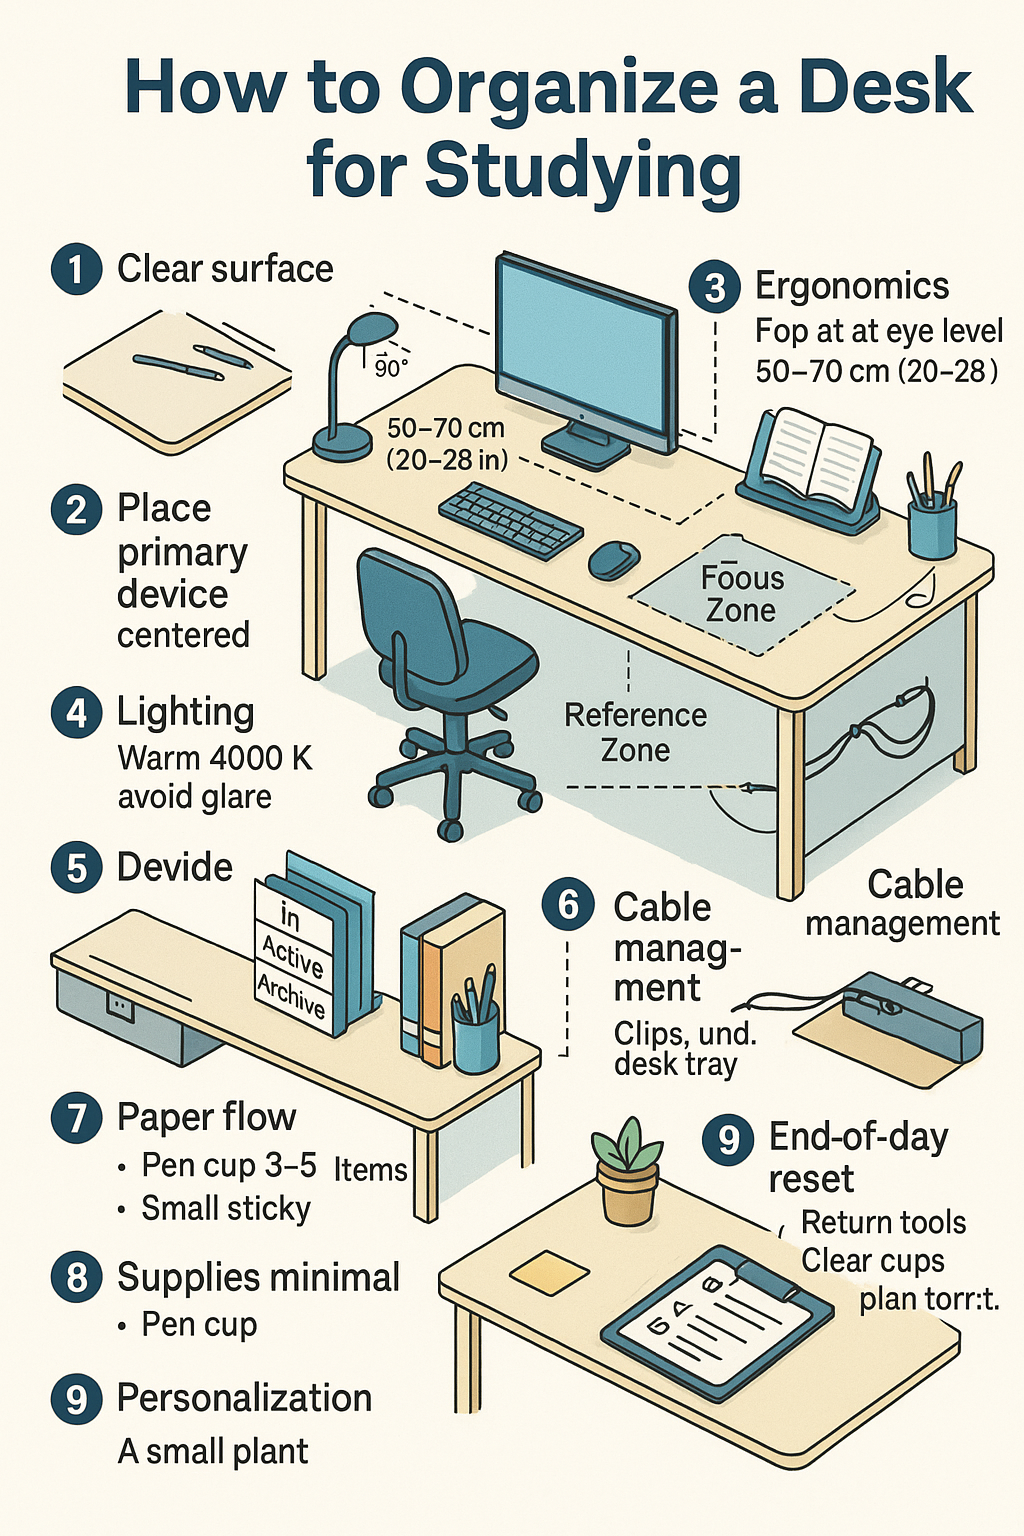 How to Organize a Desk
for Studying
1 Clear surface
90°
50–70 cm
(20–28 in)
2 Place
primary
device
centered
3 Ergonomics
Fop at at eye level
50–70 cm (20–28)
Foous
Zone
Reference
Zone
4 Lighting
Warm 4000 K
avoid glare
5 Devide
in
Active
Archive
6 Cable
manag-
ment
Clips, und.
desk tray
Cable
management
7 Paper flow
• Pen cup 3–5 Items
• Small sticky
8 Supplies minimal
• Pen cup
9 Personalization
A small plant
9 End-of-day
reset
Return tools
Clear cups
plan torr:t.